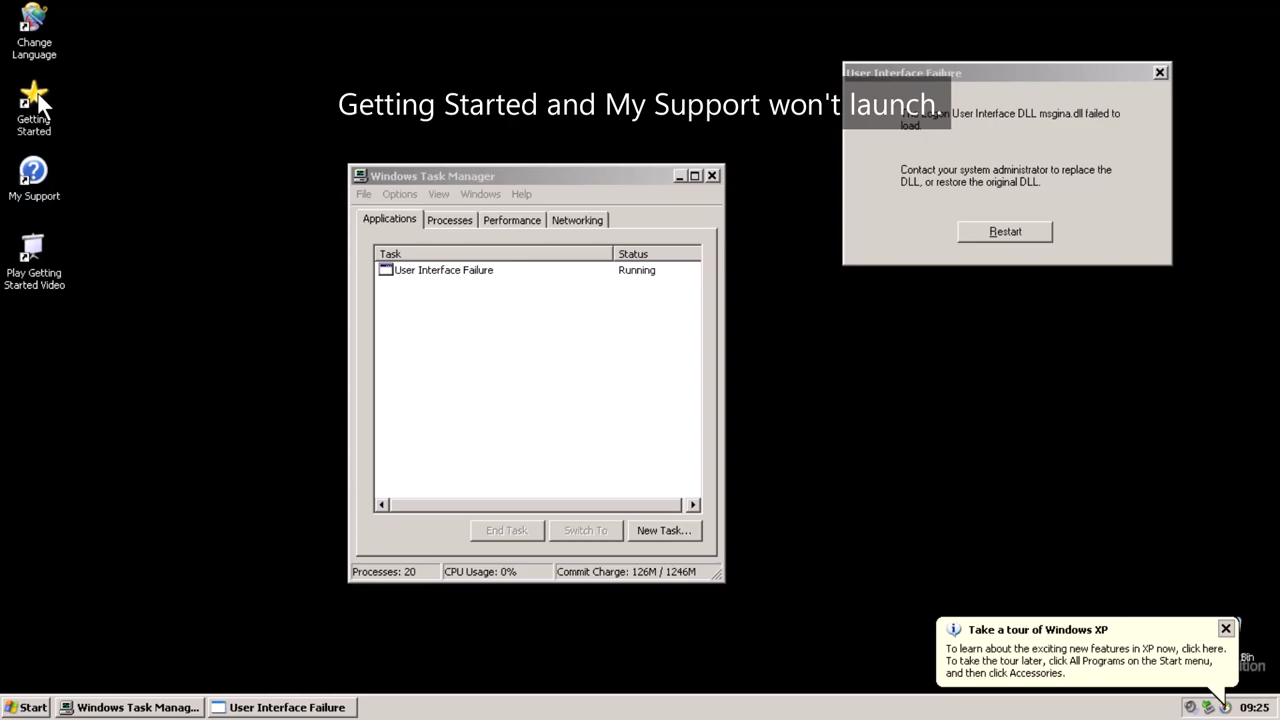 Change
Language
Getting
Started
My Support
Play Getting
Started Video
Getting Started and My Support won't launch
User Interface Failure
Logon User Interface DLL msgina.dll failed to
load.
Contact your system administrator to replace the
DLL, or restore the original DLL.
Restart
Windows Task Manager
File Options View Windows Help
Applications Processes Performance Networking
Task Status
User Interface Failure Running
End Task Switch To New Task...
Processes: 20 CPU Usage: 0% Commit Charge: 126M / 1246M
Take a tour of Windows XP
To learn about the exciting new features in XP now, click here.
To take the tour later, click All Programs on the Start menu,
and then click Accessories.
Bin
Start Windows Task Manag... User Interface Failure 09:25